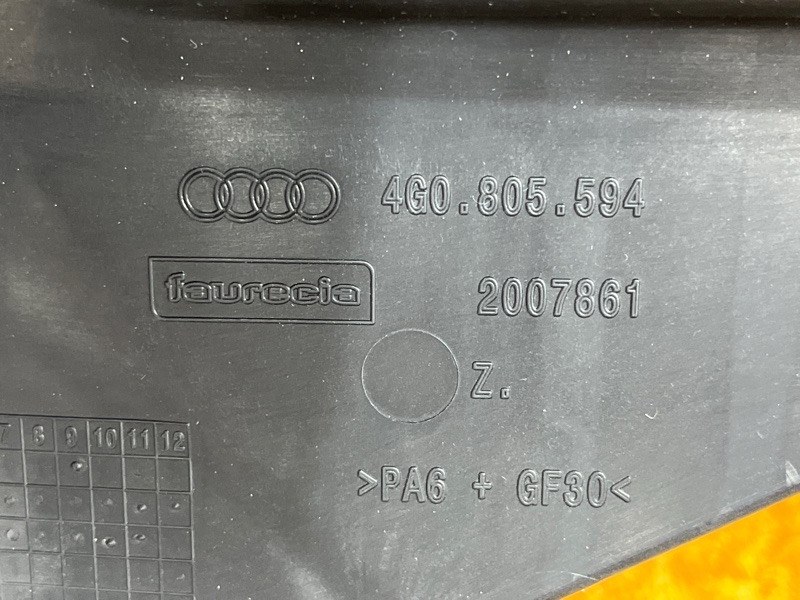 4G0.805.594
faurecia 2007861
Z.
7 8 9 10 11 12
>PA6 + GF30<